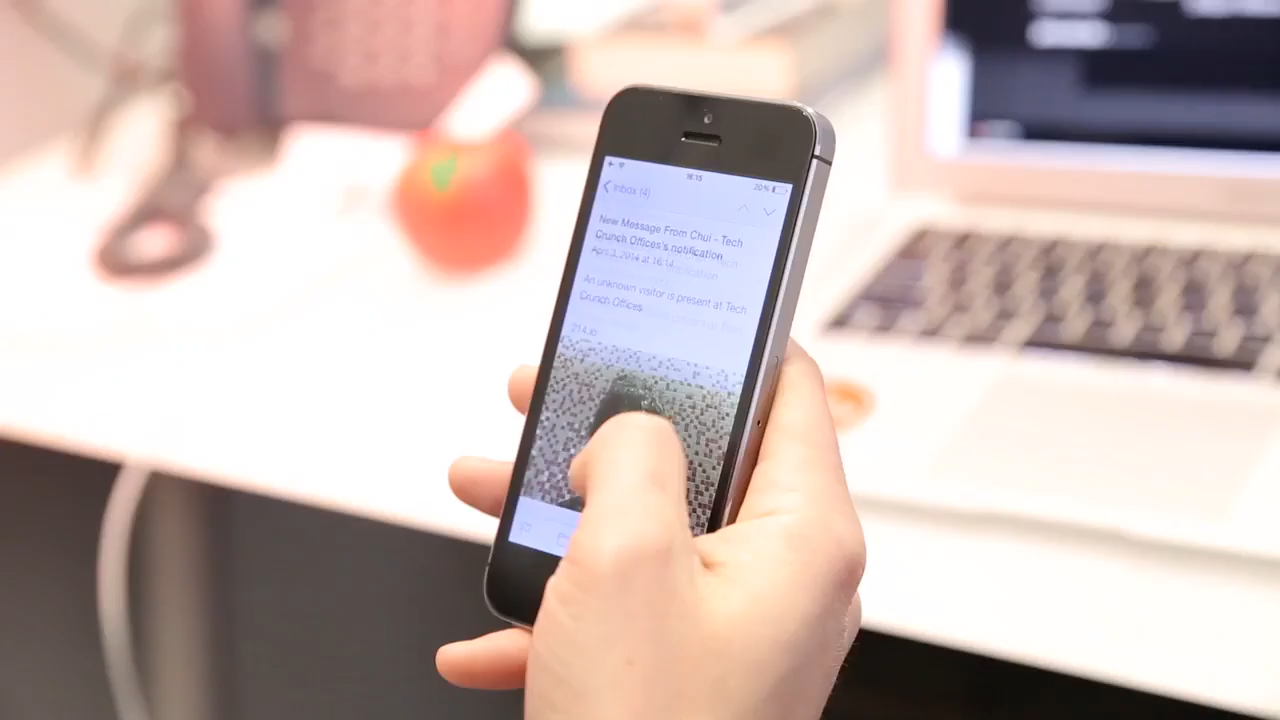 16:15
20%
Inbox (4)
New Message From Chui - Tech
Crunch Offices's notification
April 3, 2014 at 16:14
An unknown visitor is present at Tech
Crunch Offices
214.io